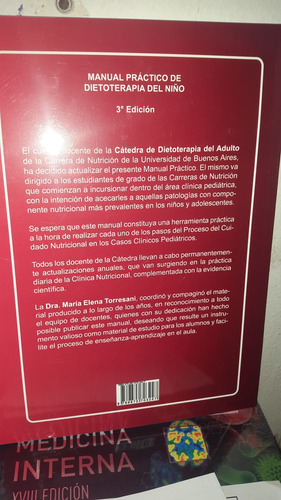 MANUAL PRÁCTICO DE
DIETOTERAPIA DEL NIÑO
3° Edición
El docente de la Cátedra de Dietoterapia del Adulto
de la Carrera de Nutrición de la Universidad de Buenos Aires,
ha decidido actualizar el presente Manual Práctico. El mismo va
dirigido a los estudiantes de grado de las Carreras de Nutrición
que comienzan a incursionar dentro del área clínica pediátrica,
con la intención de acercarles a aquellas patologías con compo-
nente nutricional más prevalentes en los niños y adolescentes.
Se espera que este manual constituya una herramienta práctica
a la hora de realizar cada uno de los pasos del Proceso del Cui-
dado Nutricional en los Casos Clínicos Pediátricos.
Todos los docente de la Cátedra llevan a cabo permanentemen-
te actualizaciones anuales, que van surgiendo en la práctica
diaria de la Clínica Nutricional, complementada con la evidencia
científica.
La Dra. María Elena Torresani, coordinó y compaginó el mate-
rial producido a lo largo de los años, en reconocimiento a todo
el equipo de docentes, quienes con su dedicación han hecho
posible publicar este manual, deseando que resulte un instru-
mento valioso como material de estudio para los alumnos y faci-
lite el proceso de enseñanza-aprendizaje en el aula.
MEDICINA
INTERNA
XVIII EDICIÓN